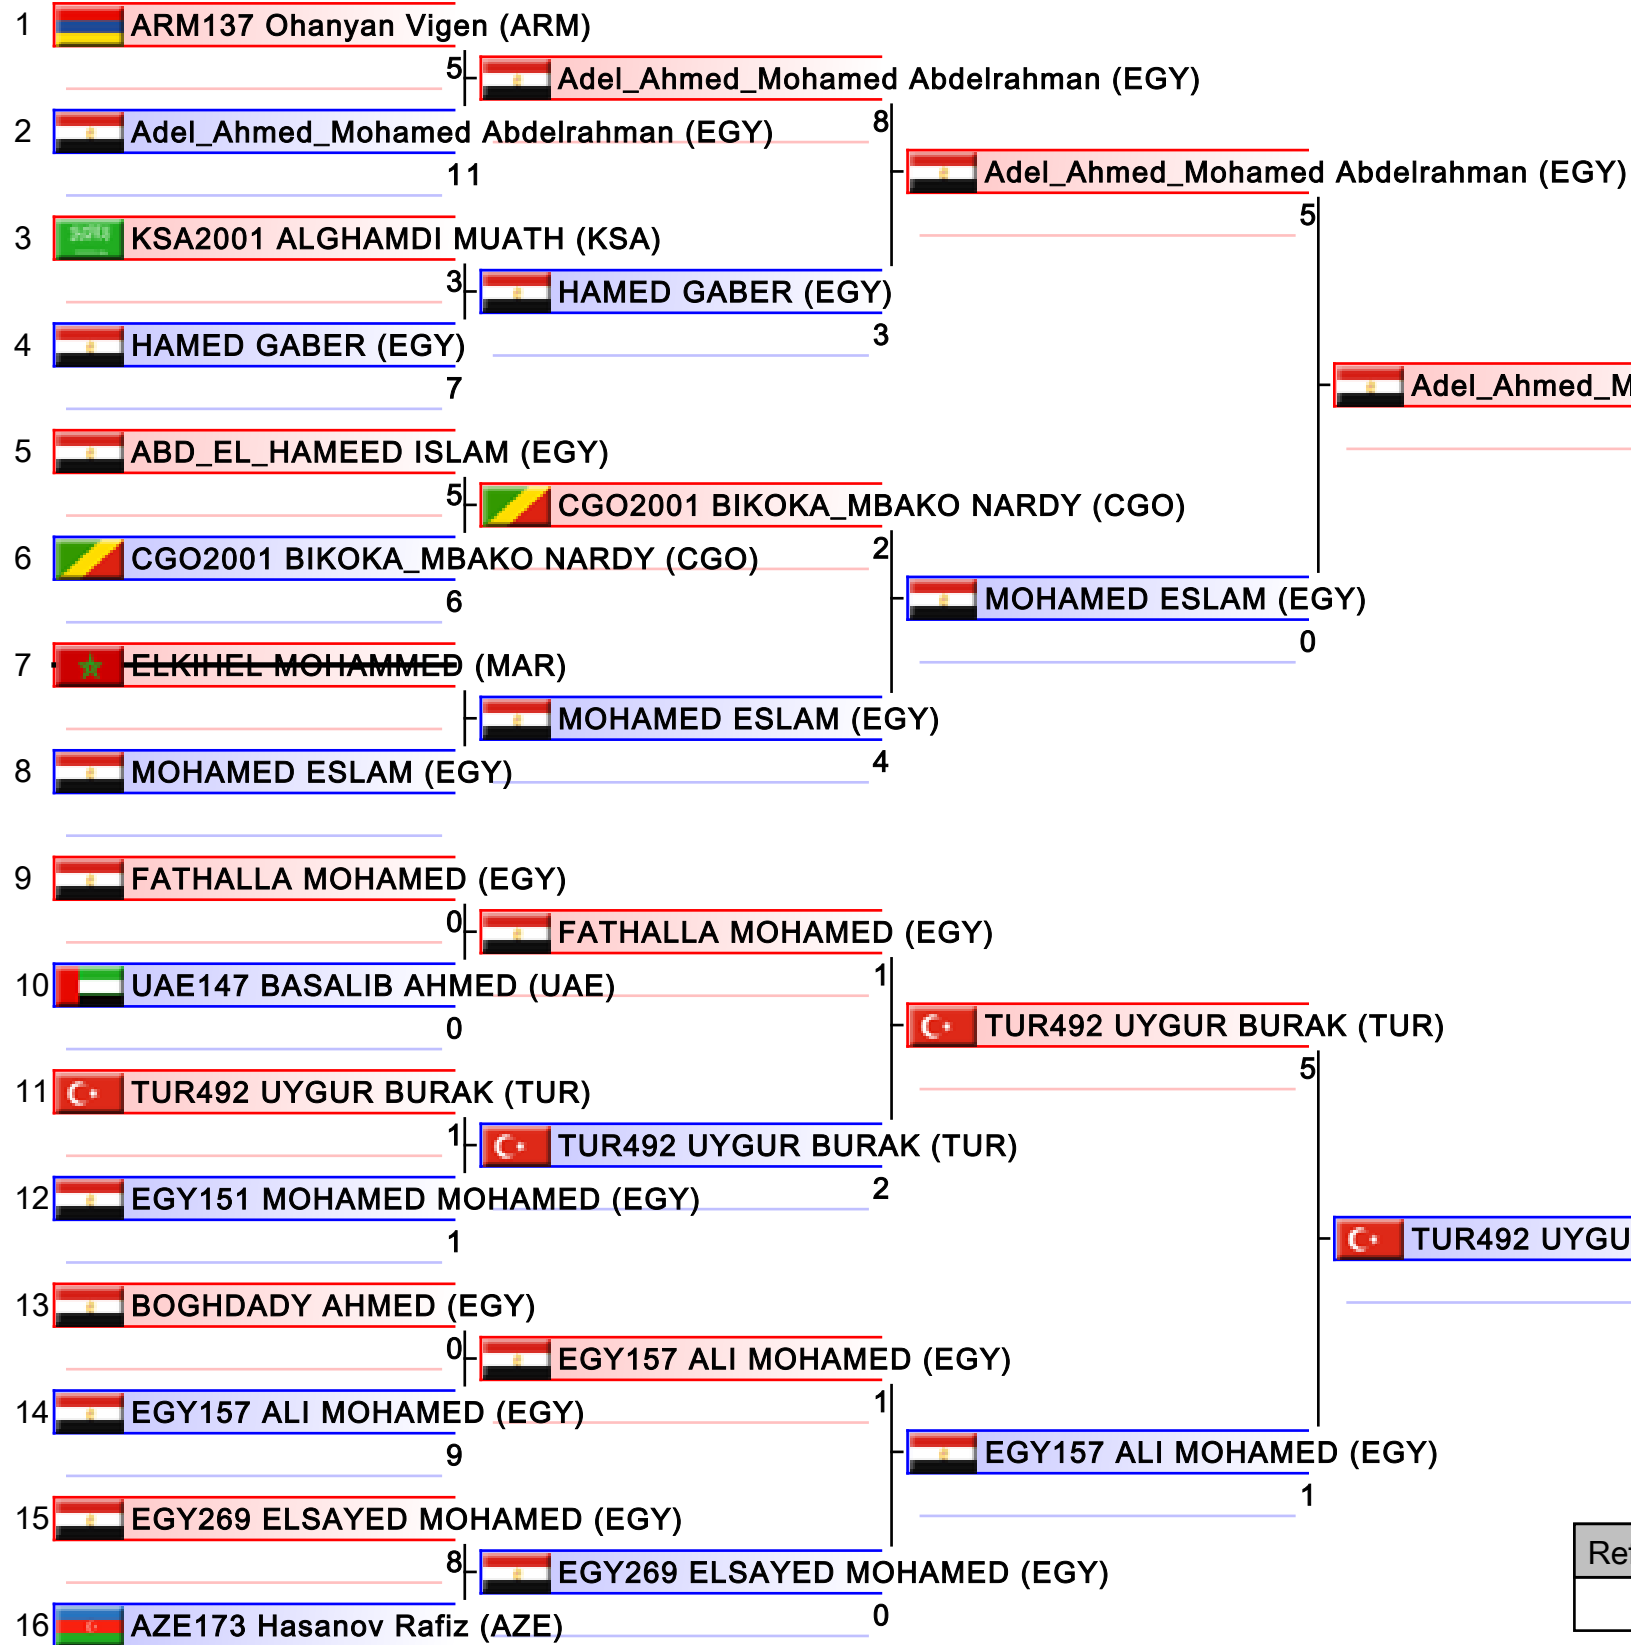 1 ARM137 Ohanyan Vigen (ARM)
5
Adel_Ahmed_Mohamed Abdelrahman (EGY)
8
2 Adel_Ahmed_Mohamed Abdelrahman (EGY)
11
Adel_Ahmed_Mohamed Abdelrahman (EGY)
5
3 KSA2001 ALGHAMDI MUATH (KSA)
3
HAMED GABER (EGY)
3
4 HAMED GABER (EGY)
7
Adel_Ahmed_M
5 ABD_EL_HAMEED ISLAM (EGY)
5
CGO2001 BIKOKA_MBAKO NARDY (CGO)
2
6 CGO2001 BIKOKA_MBAKO NARDY (CGO)
6
MOHAMED ESLAM (EGY)
0
7 ELKIHEL MOHAMMED (MAR)
MOHAMED ESLAM (EGY)
4
8 MOHAMED ESLAM (EGY)
9 FATHALLA MOHAMED (EGY)
0
FATHALLA MOHAMED (EGY)
1
10 UAE147 BASALIB AHMED (UAE)
0
TUR492 UYGUR BURAK (TUR)
5
11 TUR492 UYGUR BURAK (TUR)
1
TUR492 UYGUR BURAK (TUR)
2
12 EGY151 MOHAMED MOHAMED (EGY)
1
TUR492 UYGU
13 BOGHDADY AHMED (EGY)
0
EGY157 ALI MOHAMED (EGY)
1
14 EGY157 ALI MOHAMED (EGY)
9
EGY157 ALI MOHAMED (EGY)
1
15 EGY269 ELSAYED MOHAMED (EGY)
8
EGY269 ELSAYED MOHAMED (EGY)
0
16 AZE173 Hasanov Rafiz (AZE)